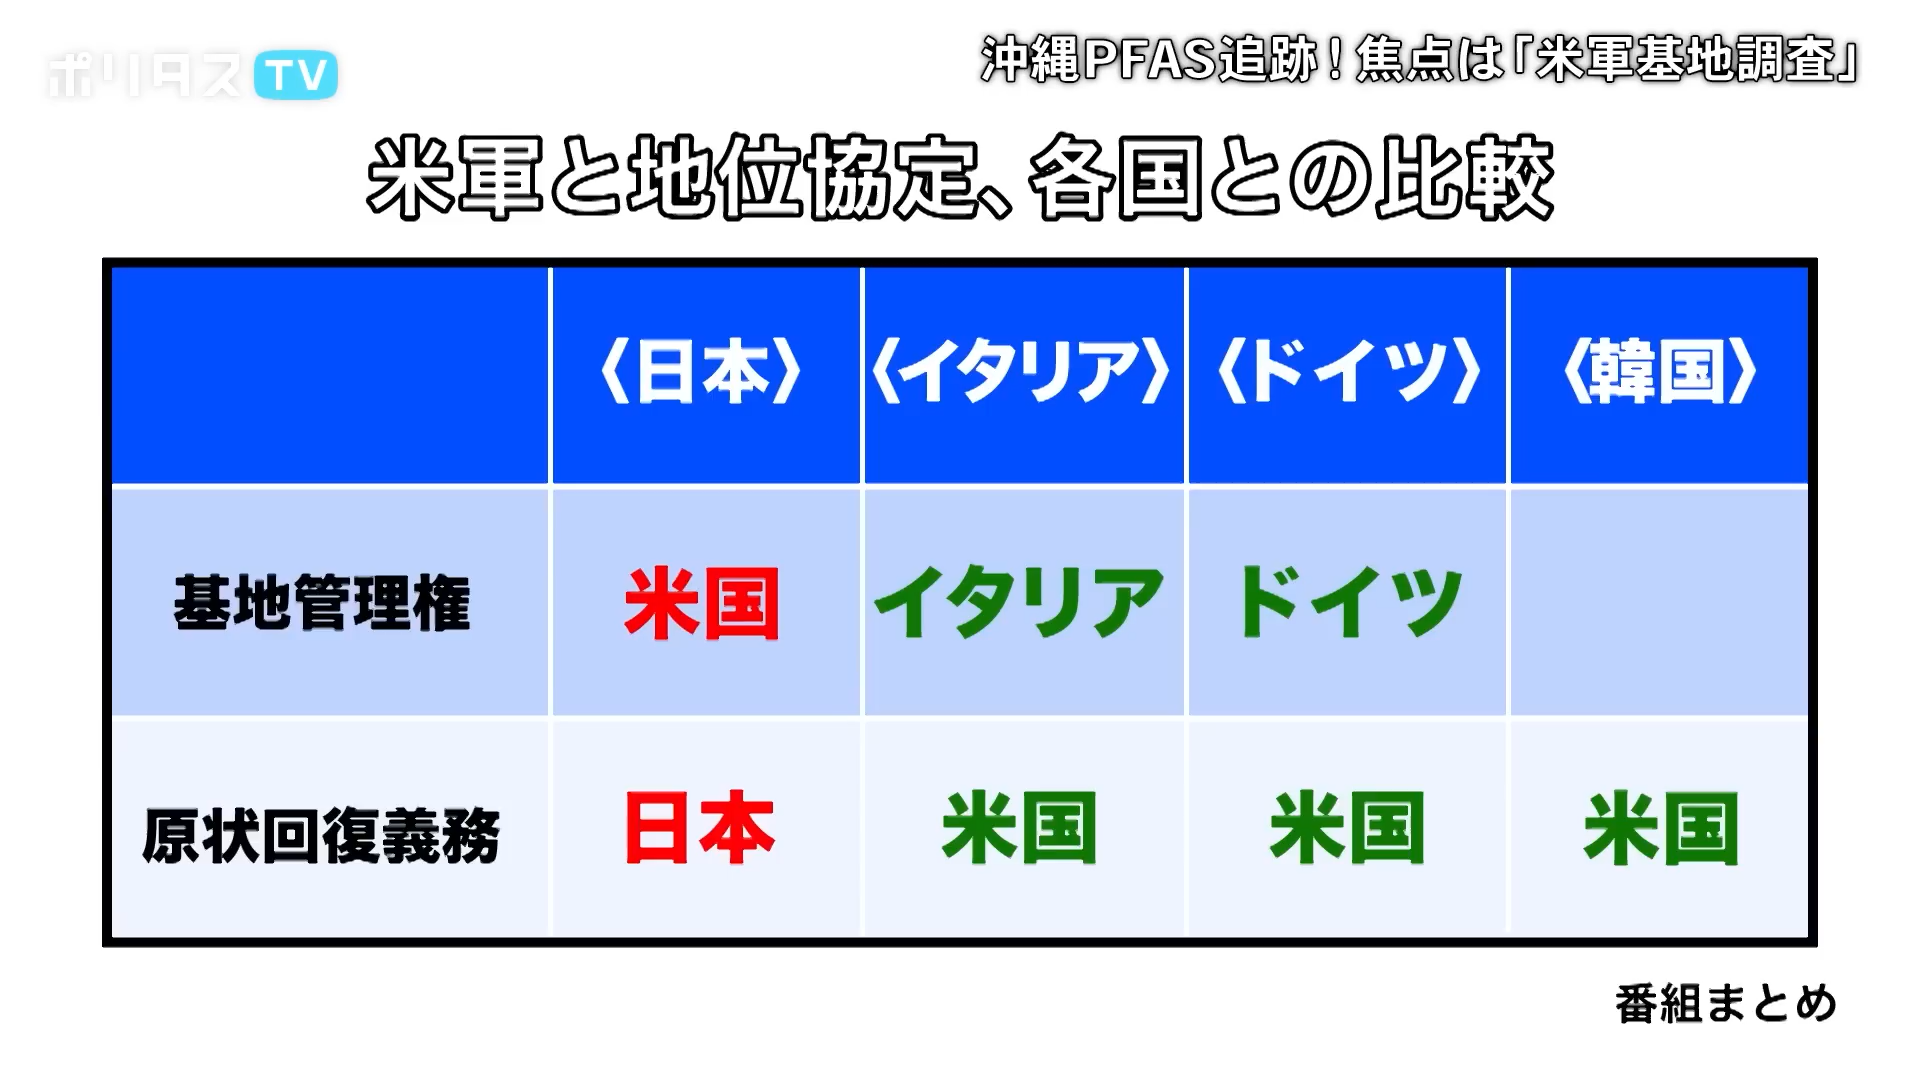 ポリタスTV
沖縄PFAS追跡！焦点は「米軍基地調査」
米軍と地位協定、各国との比較
〈日本〉 〈イタリア〉 〈ドイツ〉 〈韓国〉
基地管理権 米国 イタリア ドイツ
原状回復義務 日本 米国 米国 米国
番組まとめ